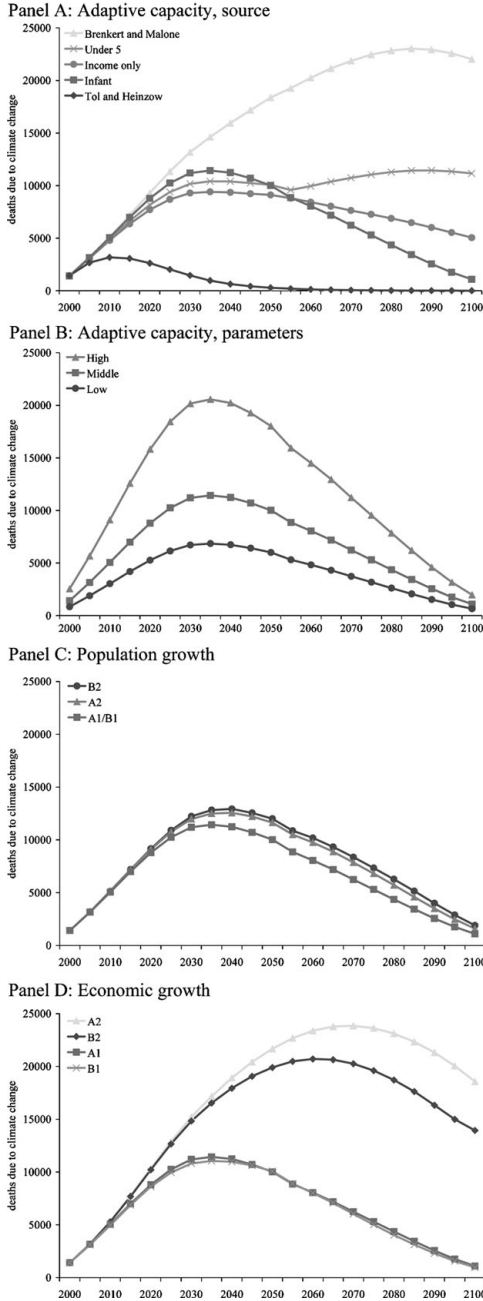 Panel A: Adaptive capacity, source
deaths due to climate change
25000
20000
15000
10000
5000
0
Brenkert and Malone
Under 5
Income only
Infant
Tol and Heinzow
2000 2010 2020 2030 2040 2050 2060 2070 2080 2090 2100
Panel B: Adaptive capacity, parameters
deaths due to climate change
25000
20000
15000
10000
5000
0
High
Middle
Low
2000 2010 2020 2030 2040 2050 2060 2070 2080 2090 2100
Panel C: Population growth
deaths due to climate change
25000
20000
15000
10000
5000
0
B2
A2
A1/B1
2000 2010 2020 2030 2040 2050 2060 2070 2080 2090 2100
Panel D: Economic growth
deaths due to climate change
25000
20000
15000
10000
5000
0
A2
B2
A1
B1
2000 2010 2020 2030 2040 2050 2060 2070 2080 2090 2100